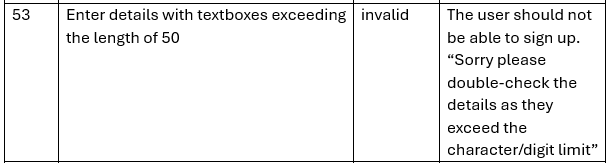 53
Enter details with textboxes exceeding
the length of 50
invalid
The user should not
be able to sign up.
“Sorry please
double-check the
details as they
exceed the
character/digit limit”